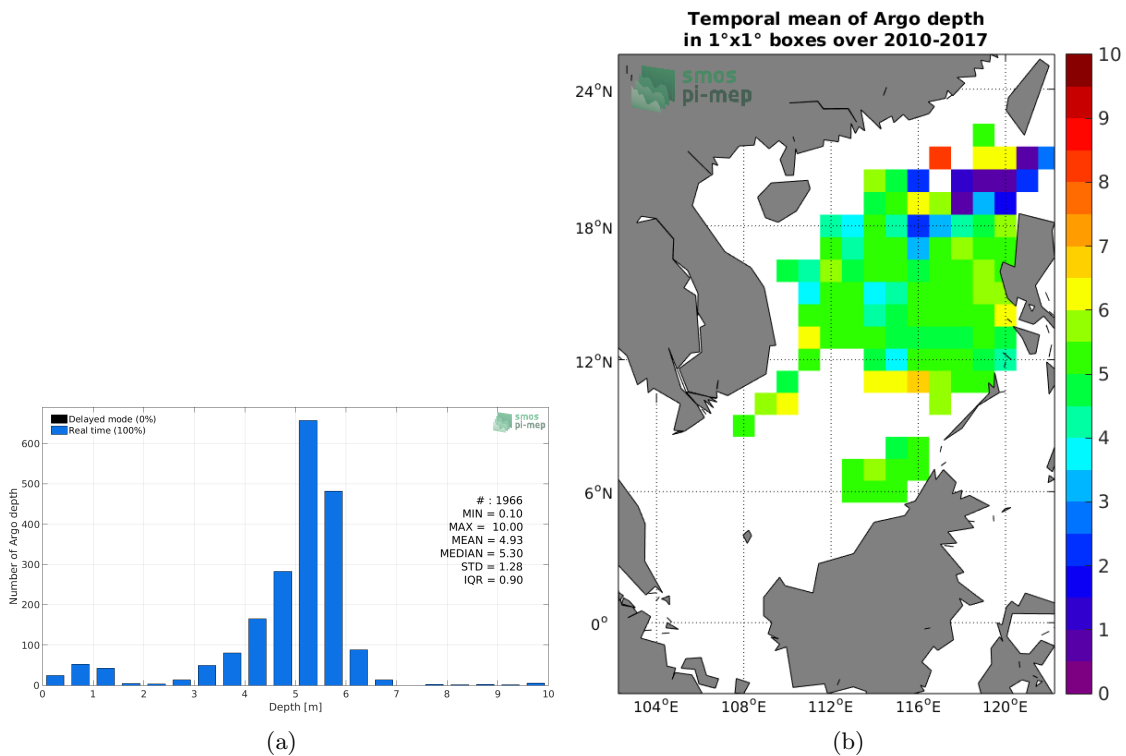 Temporal mean of Argo depth
in 1°x1° boxes over 2010-2017
smos
pi-mep
24°N
18°N
12°N
6°N
0°
104°E
108°E
112°E
116°E
120°E
10
9
8
7
6
5
4
3
2
1
0
(b)
Delayed mode (0%)
Real time (100%)
smos
pi-mep
# : 1966
MIN = 0.10
MAX = 10.00
MEAN = 4.93
MEDIAN = 5.30
STD = 1.28
IQR = 0.90
Number of Argo depth
600
500
400
300
200
100
0
0 1 2 3 4 5 6 7 8 9 10
Depth [m]
(a)